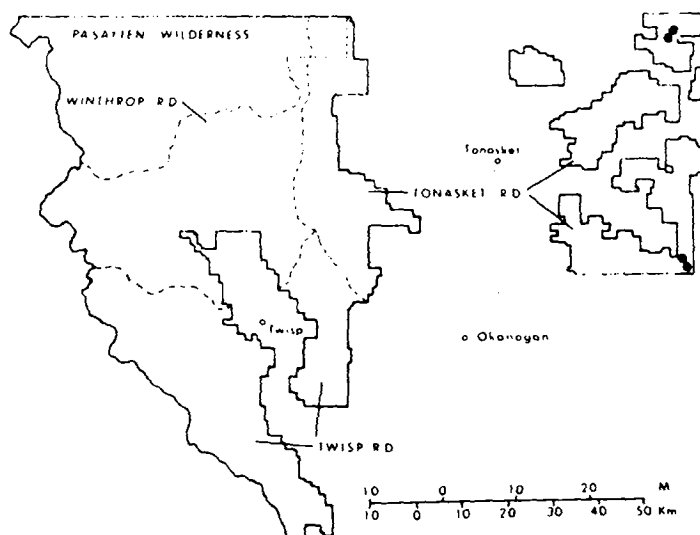 PASAYTEN WILDERNESS
WINTHROP RD
Tonasket
TONASKET RD
Twisp
Okanogan
TWISP RD
10 0 10 20 M
10 0 10 20 30 40 50 Km